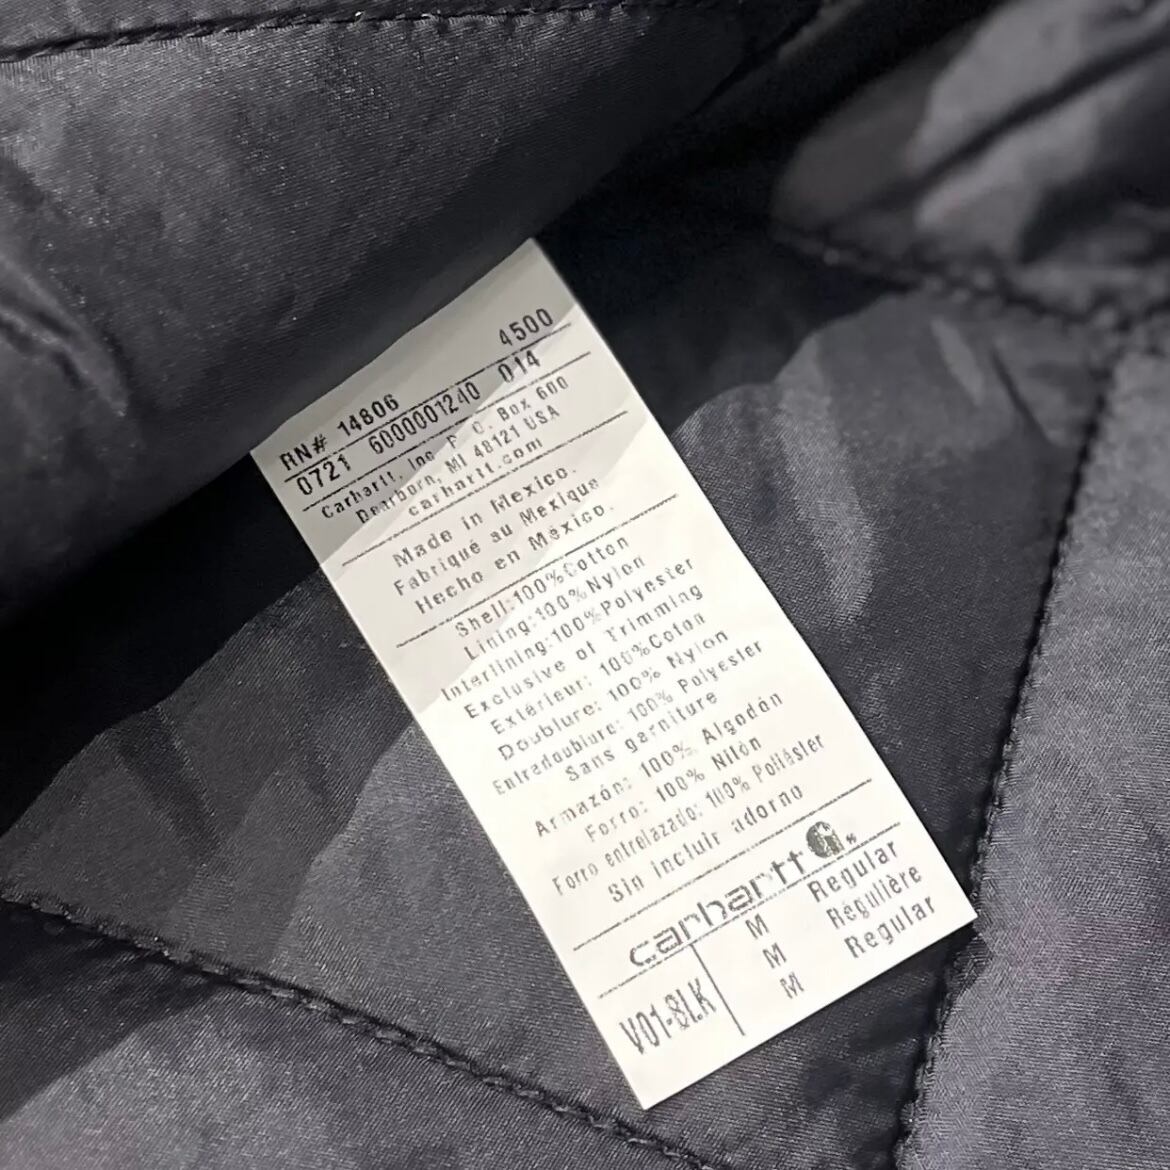 RN# 14806 4500
0721 6000001240 014
Carhartt, Inc. P. O. Box 600
Dearborn, MI 48121 USA
carhartt.com
Made in Mexico.
Fabriqué au Mexique
Hecho en México.
Shell:100%Cotton
Lining:100%Nylon
Interlining:100%Polyester
Exclusive of Trimming
Extérieur: 100%Coton
Doublure: 100% Nylon
Entredoublure: 100% Polyester
Sans garniture
Armazón: 100% Algodón
Forro: 100% Nilón
Forro entrelazado: 100% Poliéster
Sin incluir adorno
carhartt
V01-BLK
M Regular
M Régulière
M Regular